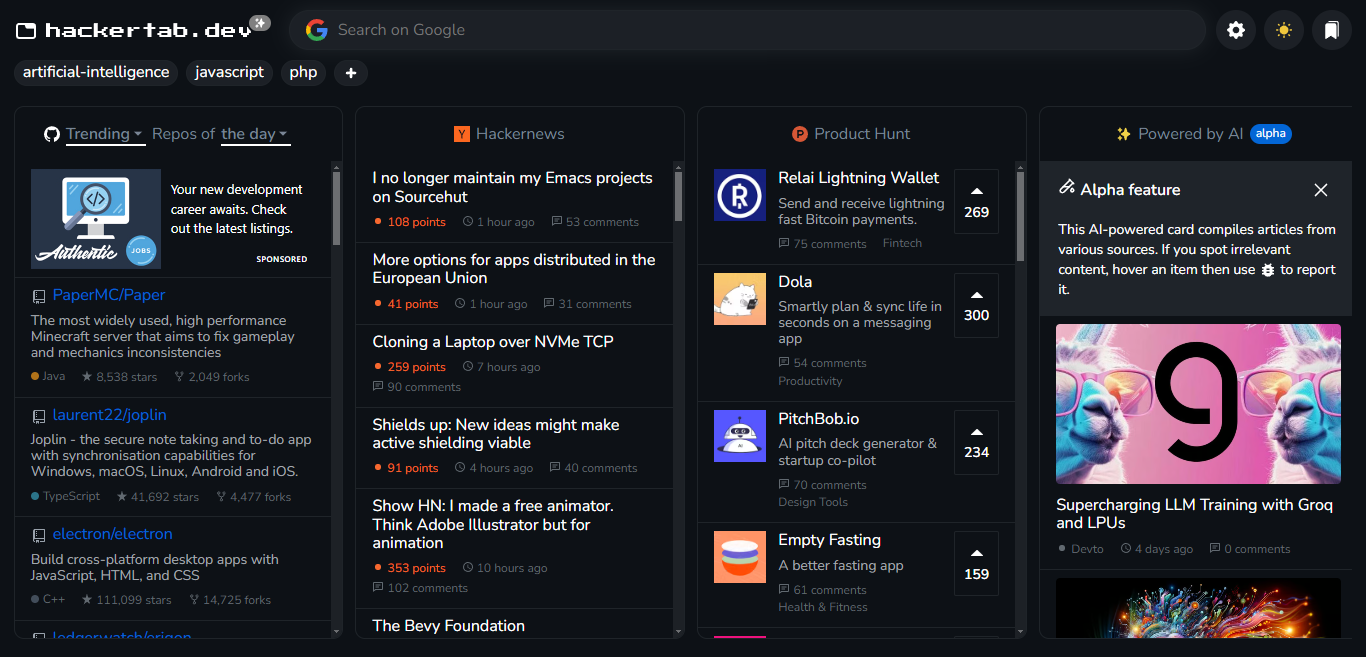 hackertab.dev
Search on Google
artificial-intelligence
javascript
php
+
Trending Repos of the day
Your new development
career awaits. Check
out the latest listings.
Authentic
JOBS
SPONSORED
PaperMC/Paper
The most widely used, high performance
Minecraft server that aims to fix gameplay
and mechanics inconsistencies
Java 8,538 stars 2,049 forks
laurent22/joplin
Joplin - the secure note taking and to-do app
with synchronisation capabilities for
Windows, macOS, Linux, Android and iOS.
TypeScript 41,692 stars 4,477 forks
electron/electron
Build cross-platform desktop apps with
JavaScript, HTML, and CSS
C++ 111,099 stars 14,725 forks
ledgerwatch/erigon
Y Hackernews
I no longer maintain my Emacs projects
on Sourcehut
108 points 1 hour ago 53 comments
More options for apps distributed in the
European Union
41 points 1 hour ago 31 comments
Cloning a Laptop over NVMe TCP
259 points 7 hours ago
90 comments
Shields up: New ideas might make
active shielding viable
91 points 4 hours ago 40 comments
Show HN: I made a free animator.
Think Adobe Illustrator but for
animation
353 points 10 hours ago
102 comments
The Bevy Foundation
P Product Hunt
Relai Lightning Wallet
Send and receive lightning
fast Bitcoin payments.
75 comments Fintech
269
Dola
Smartly plan & sync life in
seconds on a messaging
app
54 comments
Productivity
300
PitchBob.io
AI pitch deck generator &
startup co-pilot
70 comments
Design Tools
234
Empty Fasting
A better fasting app
61 comments
Health & Fitness
159
Powered by AI alpha
Alpha feature
This AI-powered card compiles articles from
various sources. If you spot irrelevant
content, hover an item then use to report
it.
g
Supercharging LLM Training with Groq
and LPUs
Devto 4 days ago 0 comments